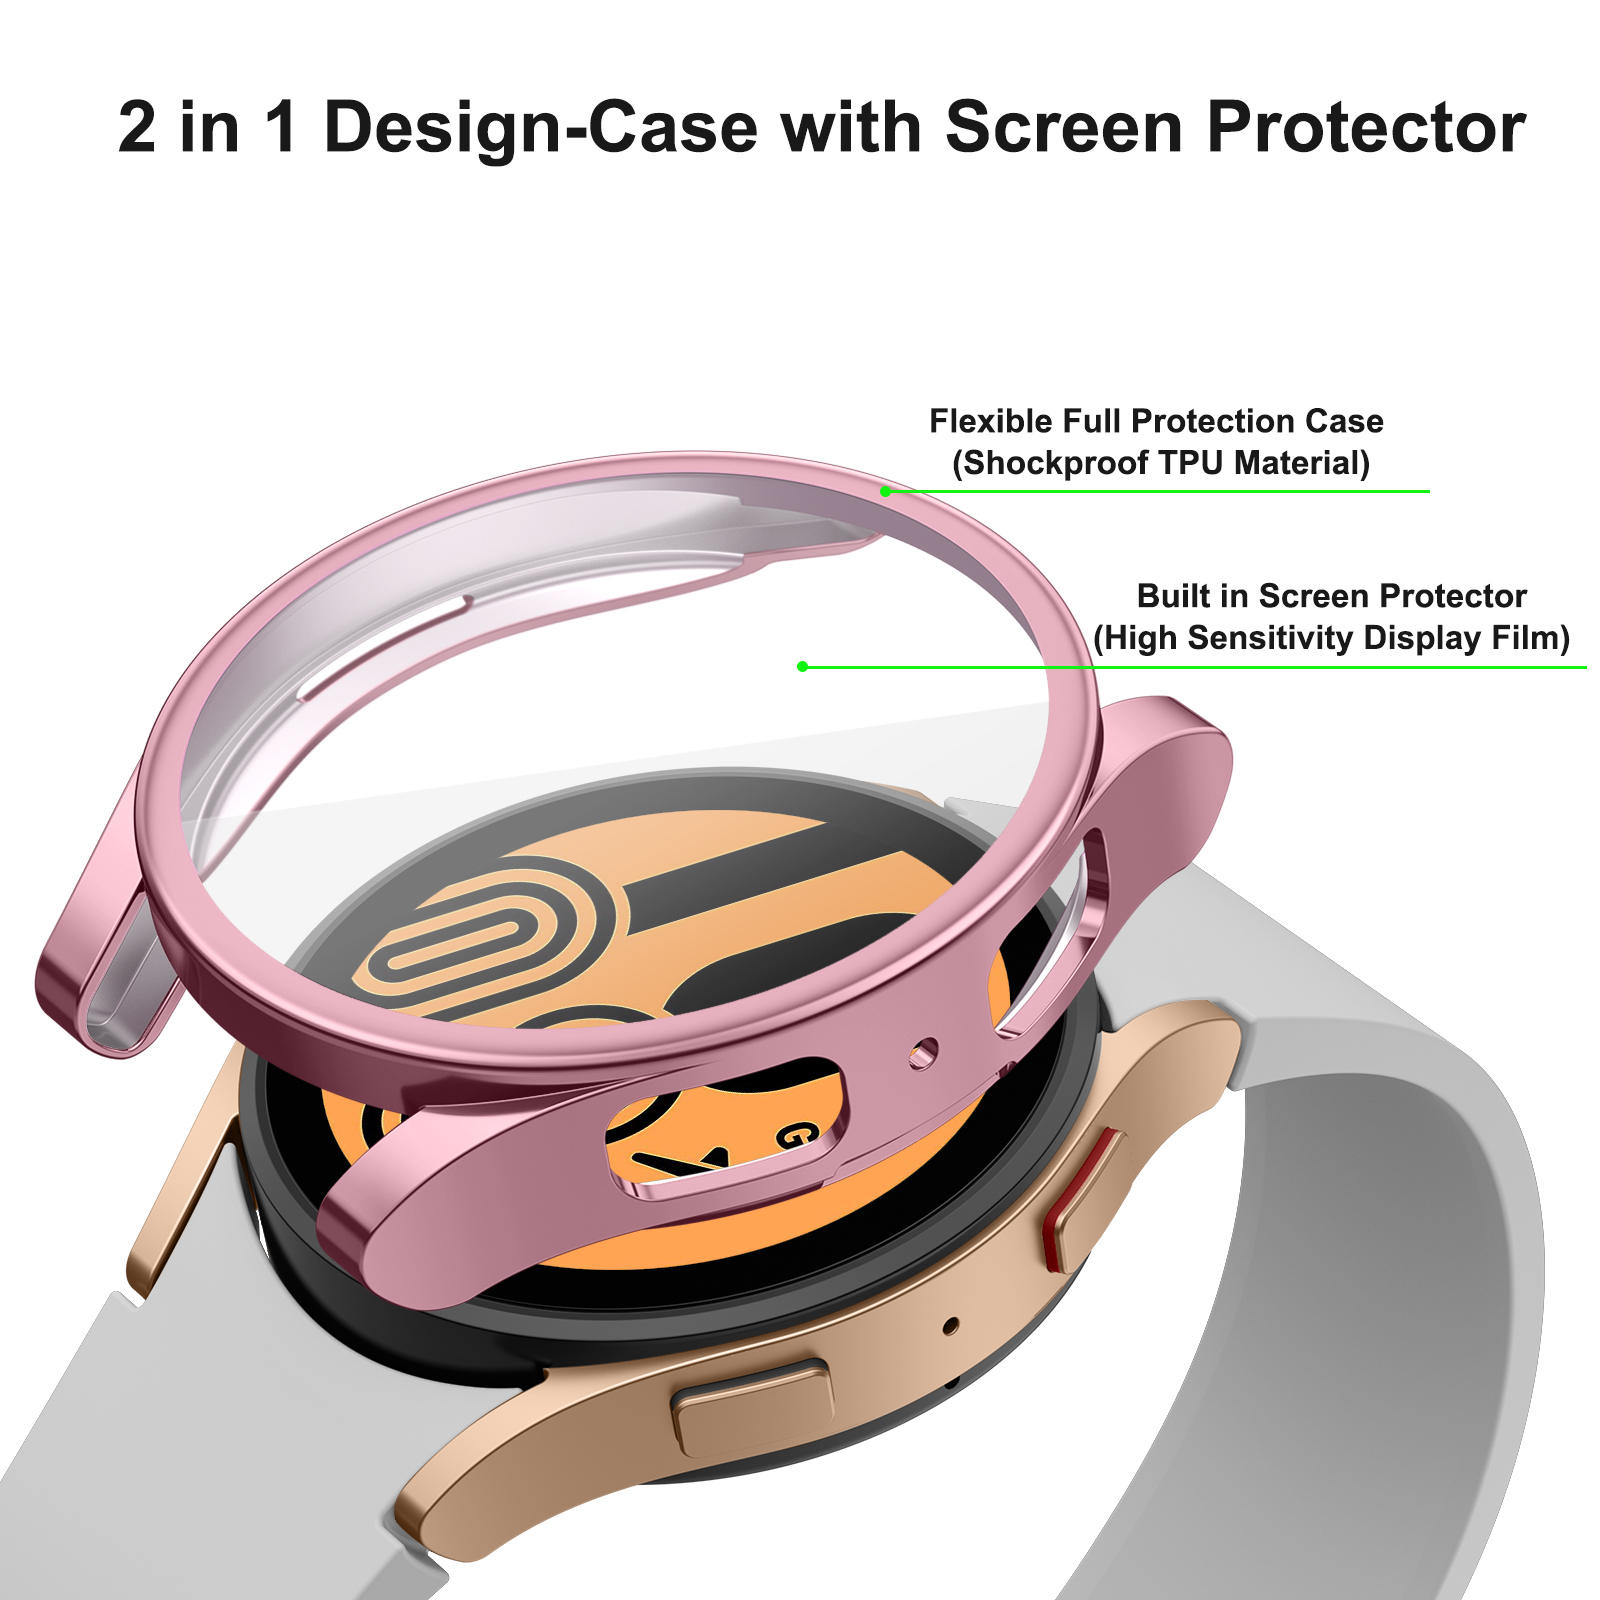 2 in 1 Design-Case with Screen Protector
Flexible Full Protection Case
(Shockproof TPU Material)
Built in Screen Protector
(High Sensitivity Display Film)
G